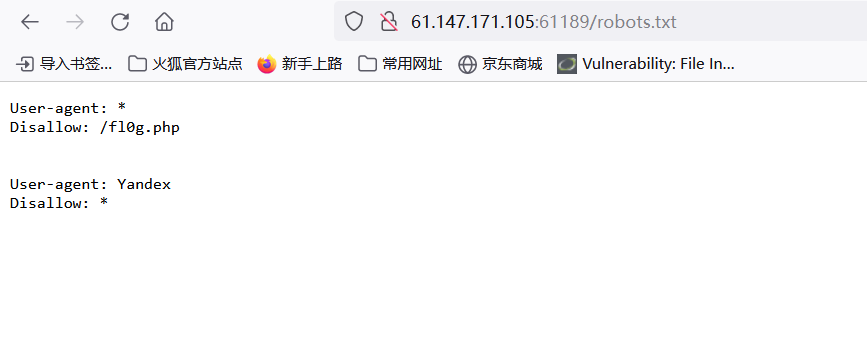 61.147.171.105:61189/robots.txt
导入书签... 火狐官方站点 新手上路 常用网址 京东商城 Vulnerability: File In...
User-agent: *
Disallow: /fl0g.php
User-agent: Yandex
Disallow: *